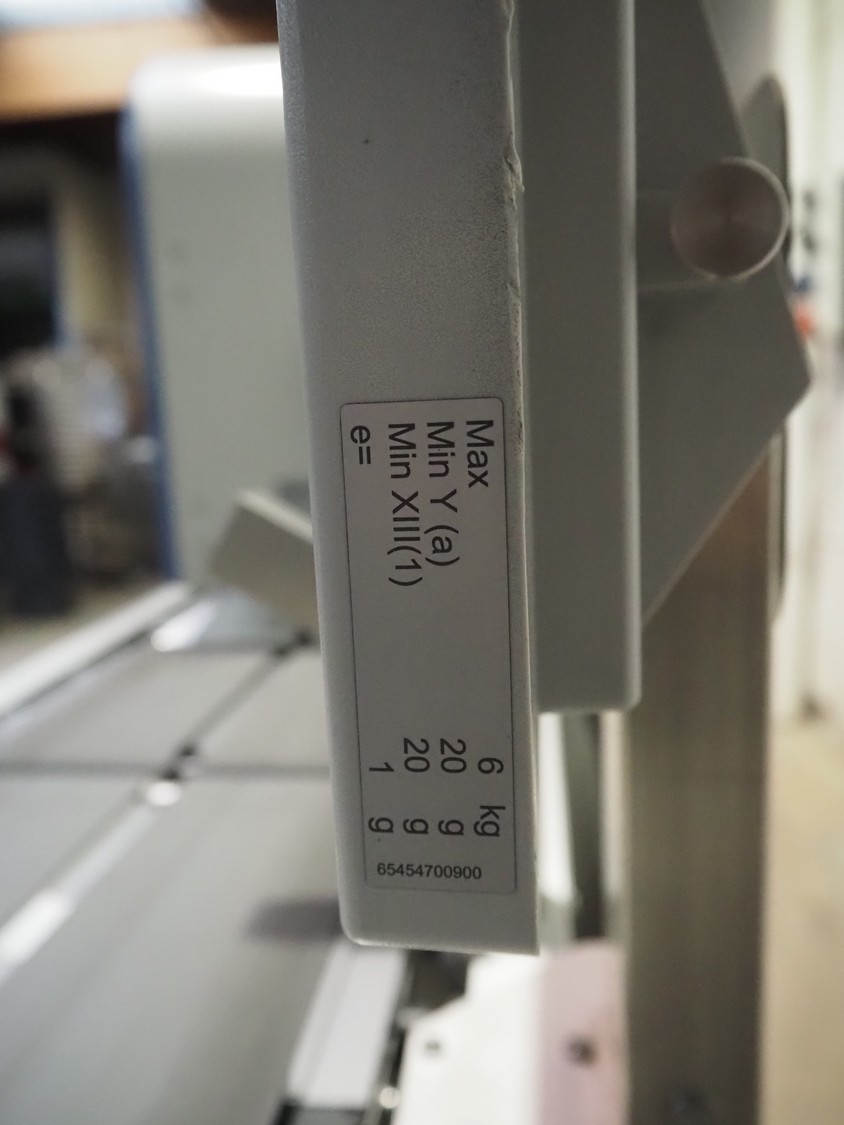 Max 6 kg
Min Y (a) 20 g
Min XIII(1) 20 g
e= 1 g
65454700900